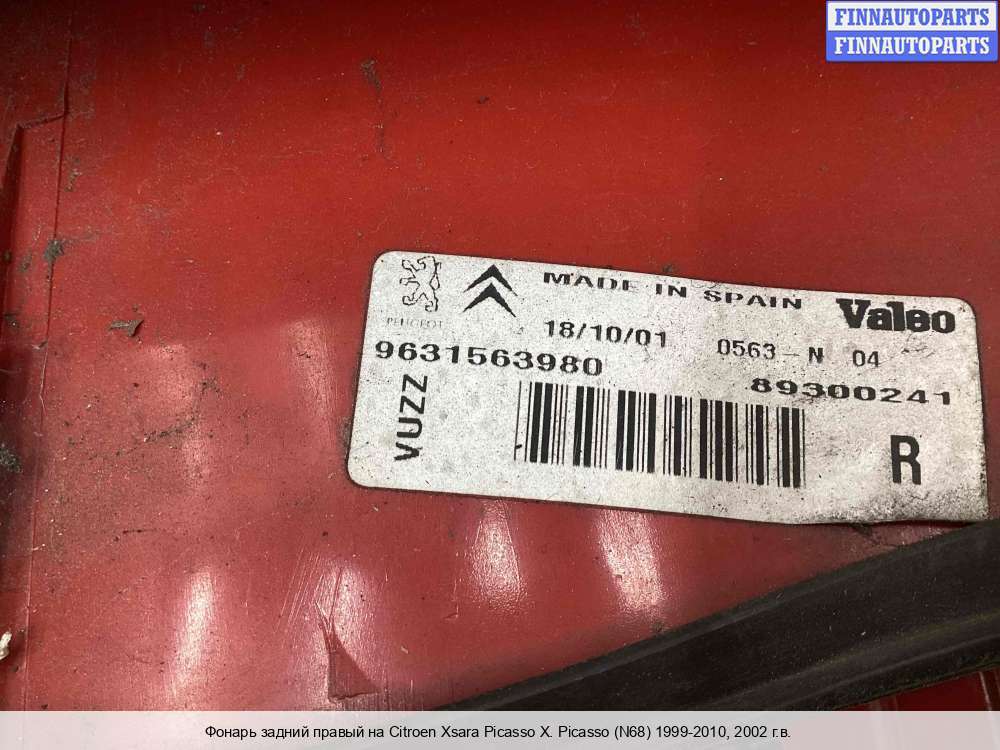 FINNAUTOPARTS
FINNAUTOPARTS
MADE IN SPAIN
Valeo
PEUGEOT
18/10/01
0563-N 04
9631563980
89300241
VUZZ
R
Фонарь задний правый на Citroen Xsara Picasso X. Picasso (N68) 1999-2010, 2002 г.в.